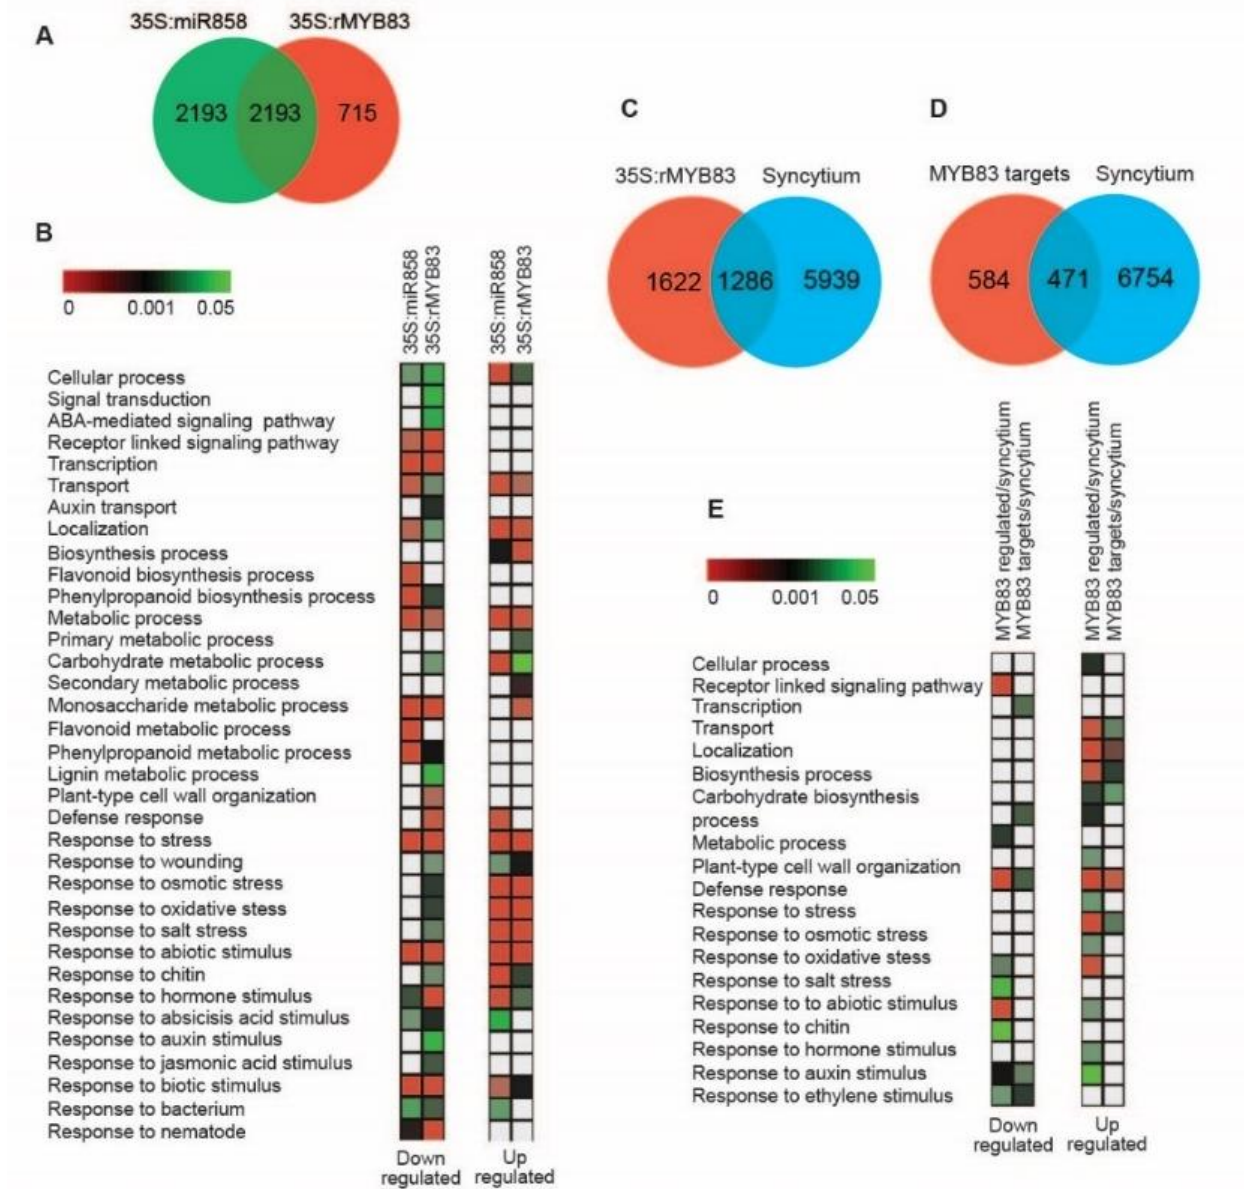 A
35S:miR858 35S:rMYB83
2193 2193 715
B
0 0.001 0.05
35S:miR858
35S:rMYB83
35S:miR858
35S:rMYB83
Cellular process
Signal transduction
ABA-mediated signaling pathway
Receptor linked signaling pathway
Transcription
Transport
Auxin transport
Localization
Biosynthesis process
Flavonoid biosynthesis process
Phenylpropanoid biosynthesis process
Metabolic process
Primary metabolic process
Carbohydrate metabolic process
Secondary metabolic process
Monosaccharide metabolic process
Flavonoid metabolic process
Phenylpropanoid metabolic process
Lignin metabolic process
Plant-type cell wall organization
Defense response
Response to stress
Response to wounding
Response to osmotic stress
Response to oxidative stess
Response to salt stress
Response to abiotic stimulus
Response to chitin
Response to hormone stimulus
Response to absicisis acid stimulus
Response to auxin stimulus
Response to jasmonic acid stimulus
Response to biotic stimulus
Response to bacterium
Response to nematode
Down regulated
Up regulated
C
35S:rMYB83 Syncytium
1622 1286 5939
D
MYB83 targets Syncytium
584 471 6754
E
0 0.001 0.05
MYB83 regulated/syncytium
MYB83 targets/syncytium
MYB83 regulated/syncytium
MYB83 targets/syncytium
Cellular process
Receptor linked signaling pathway
Transcription
Transport
Localization
Biosynthesis process
Carbohydrate biosynthesis
process
Metabolic process
Plant-type cell wall organization
Defense response
Response to stress
Response to osmotic stress
Response to oxidative stess
Response to salt stress
Response to to abiotic stimulus
Response to chitin
Response to hormone stimulus
Response to auxin stimulus
Response to ethylene stimulus
Down
regulated
Up
regulated